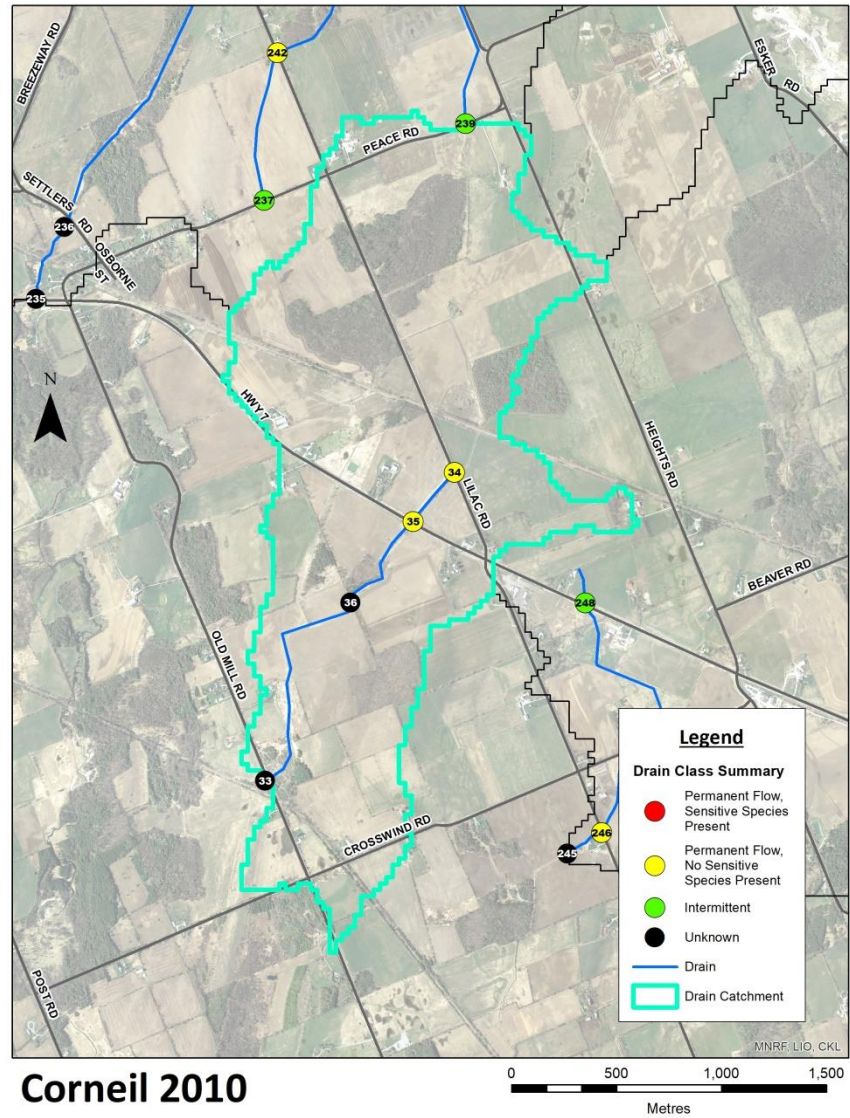 BREEZEWAY RD
242
ESKER RD
239
PEACE RD
237
SETTLERS RD
236
OSBORNE ST
235
N
HWY 7
34
LILAC RD
HEIGHTS RD
35
BEAVER RD
36
248
OLD MILL RD
33
CROSSWIND RD
246
245
POST RD
Legend
Drain Class Summary
Permanent Flow,
Sensitive Species
Present
Permanent Flow,
No Sensitive
Species Present
Intermittent
Unknown
Drain
Drain Catchment
MNRF, LIO, CKL
Corneil 2010
0 500 1,000 1,500
Metres